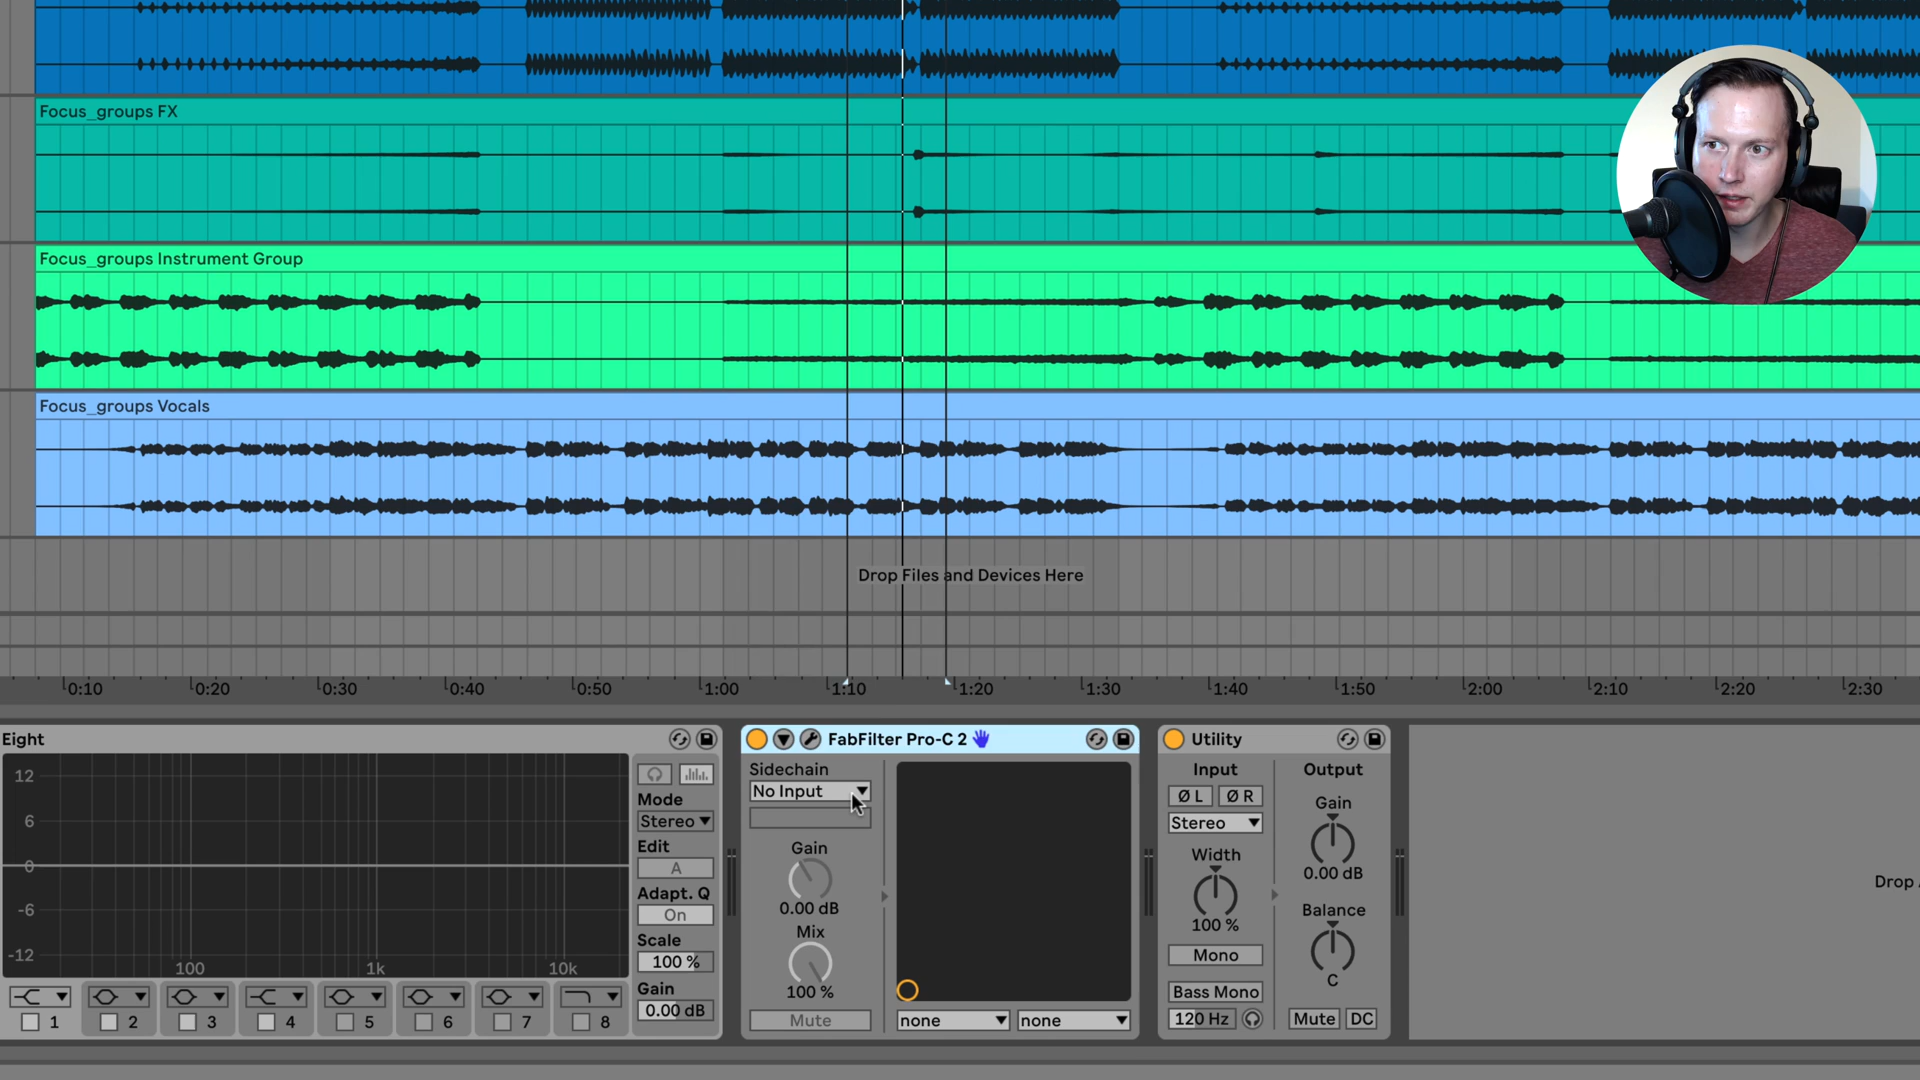 Focus_groups FX
Focus_groups Instrument Group
Focus_groups Vocals
Drop Files and Devices Here
0:10 0:20 0:30 0:40 0:50 1:00 1:10 1:20 1:30 1:40 1:50 2:00 2:10 2:20 2:30
Eight
12
6
0
-6
-12
100 1k 10k
Mode
Stereo
Edit
A
Adapt. Q
On
Scale
100 %
Gain
0.00 dB
1 2 3 4 5 6 7 8
FabFilter Pro-C 2
Sidechain
No Input
Gain
0.00 dB
Mix
100 %
Mute
none none
Utility
Input
Ø L Ø R
Stereo
Width
100 %
Mono
Bass Mono
120 Hz
Output
Gain
0.00 dB
Balance
C
Mute DC
Drop